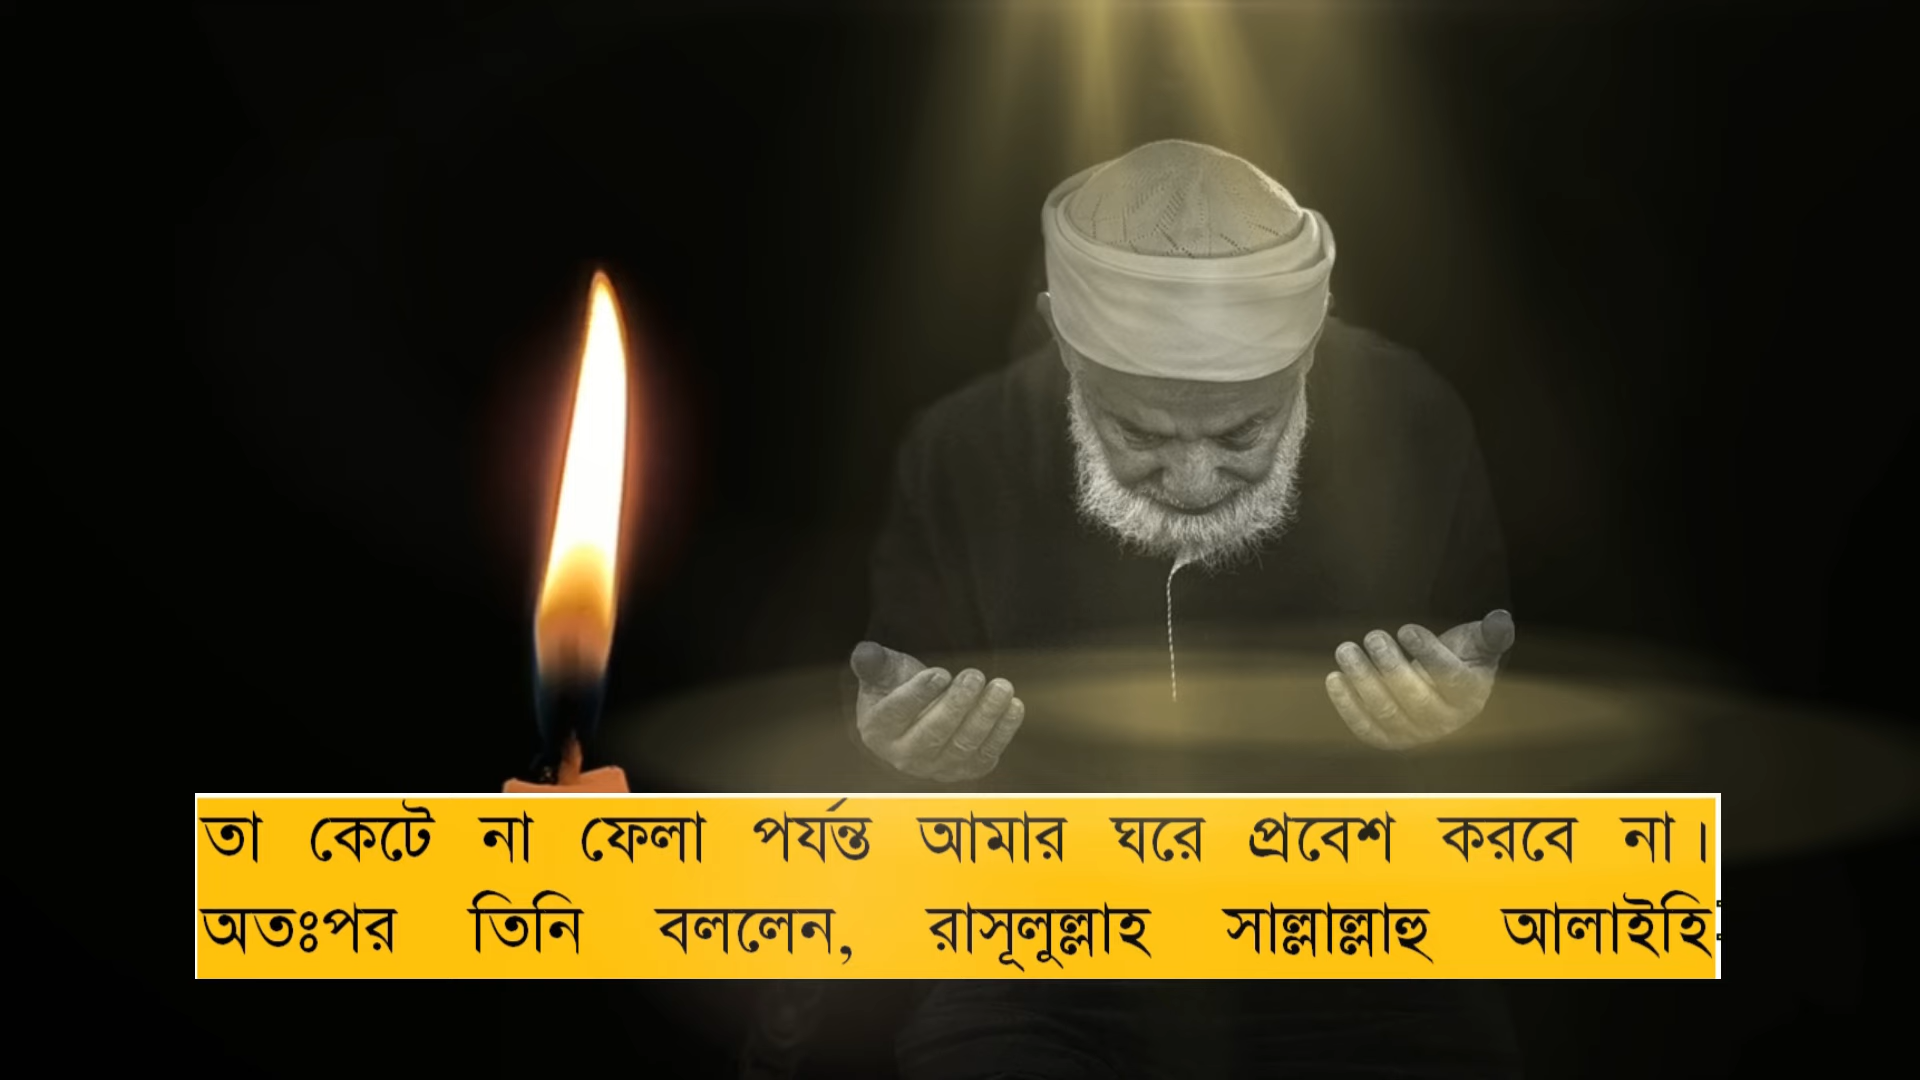 তা কেটে না ফেলা পর্যন্ত আমার ঘরে প্রবেশ করবে না।
অতঃপর তিনি বললেন, রাসূলুল্লাহ সাল্লাল্লাহু আলাইহি